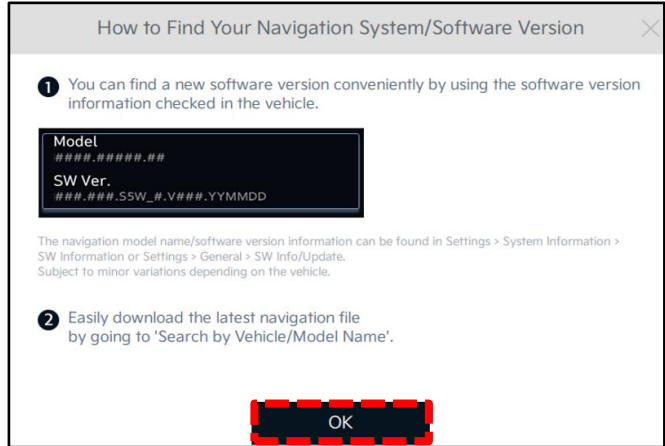 How to Find Your Navigation System/Software Version
1 You can find a new software version conveniently by using the software version
information checked in the vehicle.
Model
####.#####.##
SW Ver.
###.###.S5W_#.V###.YYMMDD
The navigation model name/software version information can be found in Settings > System Information >
SW Information or Settings > General > SW Info/Update.
Subject to minor variations depending on the vehicle.
2 Easily download the latest navigation file
by going to 'Search by Vehicle/Model Name'.
OK